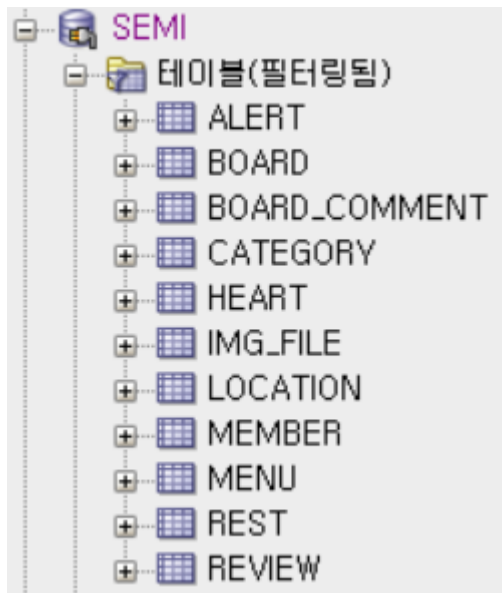 SEMI
테이블(필터링됨)
ALERT
BOARD
BOARD_COMMENT
CATEGORY
HEART
IMG_FILE
LOCATION
MEMBER
MENU
REST
REVIEW